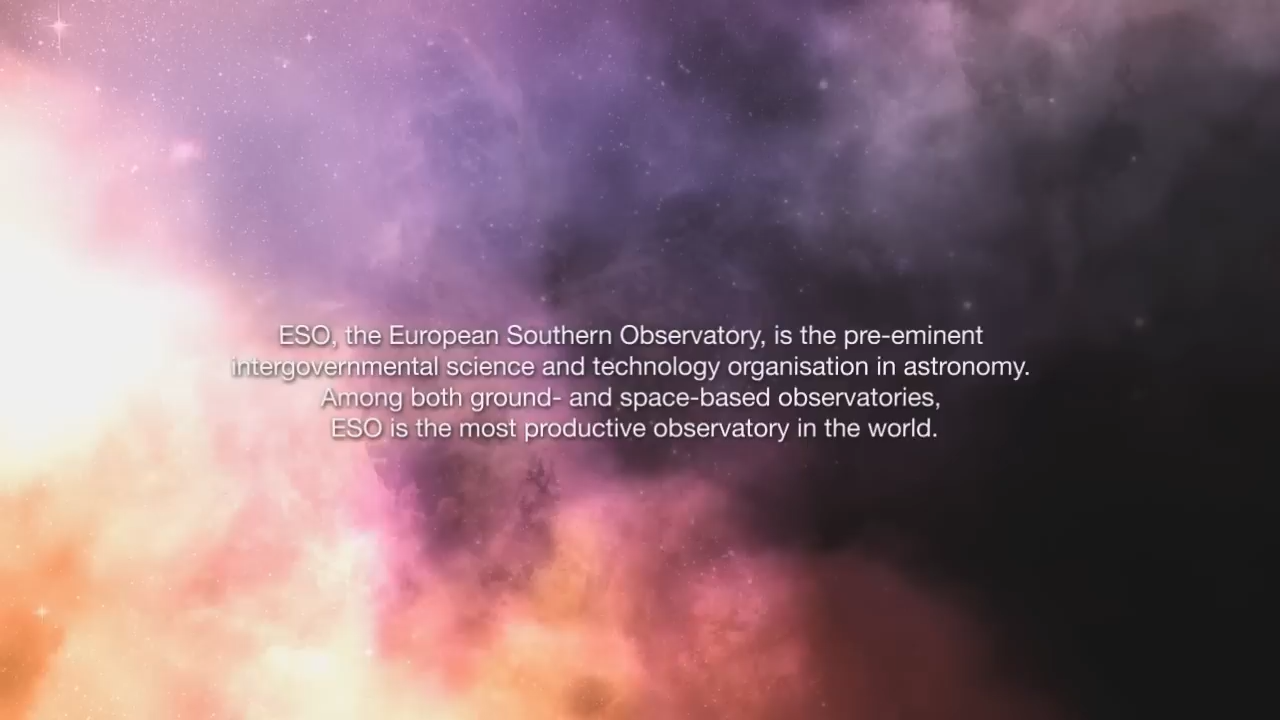 ESO, the European Southern Observatory, is the pre-eminent
intergovernmental science and technology organisation in astronomy.
Among both ground- and space-based observatories,
ESO is the most productive observatory in the world.